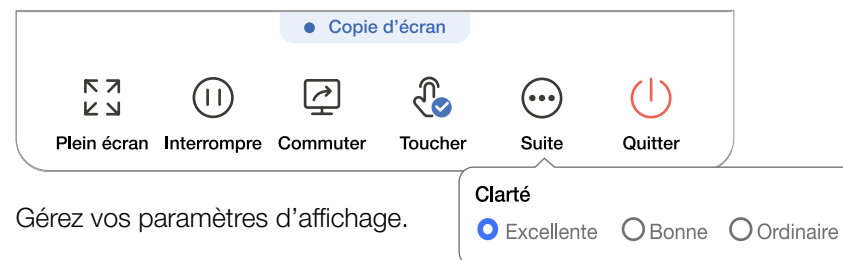 Copie d’écran
Plein écran Interrompre Commuter Toucher Suite Quitter
Clarté
Gérez vos paramètres d’affichage.
Excellente Bonne Ordinaire